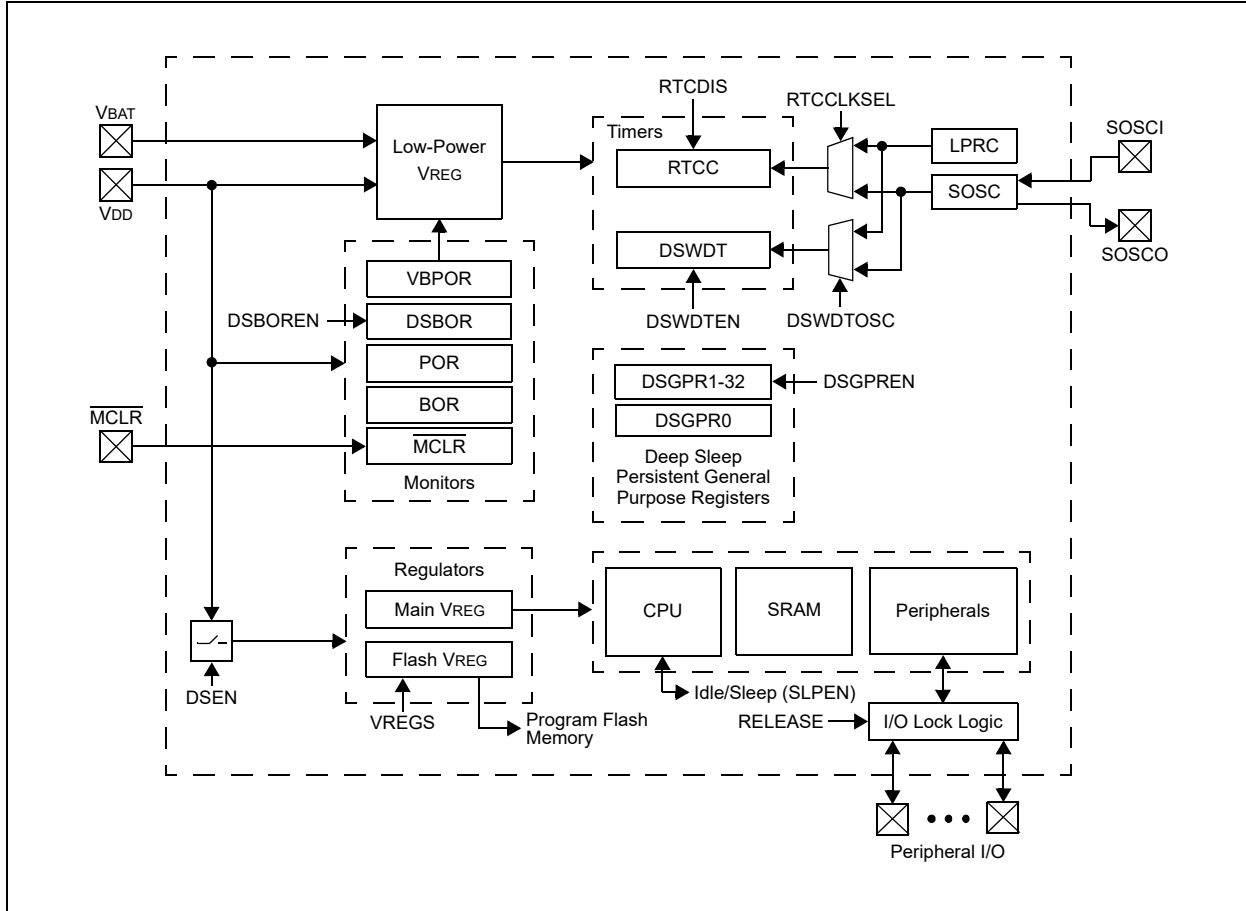 VBAT
VDD
Low-Power
VREG
RTCDIS
RTCCLKSEL
Timers
RTCC
LPRC
SOSC
SOSCI
SOSCO
DSWDT
DSWDTEN
DSWDTOSC
VBPOR
DSBOREN
DSBOR
POR
BOR
MCLR
MCLR
Monitors
DSGPR1-32
DSGPREN
DSGPR0
Deep Sleep
Persistent General
Purpose Registers
Regulators
Main VREG
Flash VREG
DSEN
VREGS
Program Flash
Memory
CPU
SRAM
Peripherals
Idle/Sleep (SLPEN)
RELEASE
I/O Lock Logic
Peripheral I/O